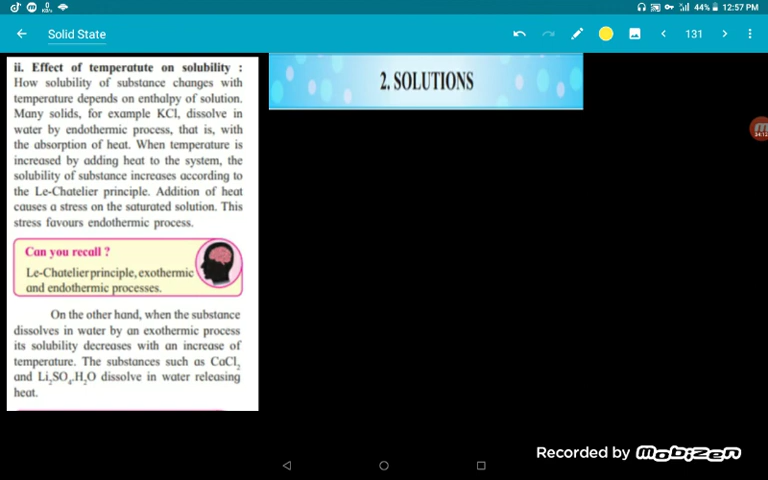 44% 12:57 PM
Solid State
131
ii. Effect of temperatute on solubility :
How solubility of substance changes with
temperature depends on enthalpy of solution.
Many solids, for example KCl, dissolve in
water by endothermic process, that is, with
the absorption of heat. When temperature is
increased by adding heat to the system, the
solubility of substance increases according to
the Le-Chatelier principle. Addition of heat
causes a stress on the saturated solution. This
stress favours endothermic process.
Can you recall ?
Le-Chatelier principle, exothermic
and endothermic processes.
On the other hand, when the substance
dissolves in water by an exothermic process
its solubility decreases with an increase of
temperature. The substances such as CaCl₂
and Li₂SO₄.H₂O dissolve in water releasing
heat.
2. SOLUTIONS
Recorded by Mobizen